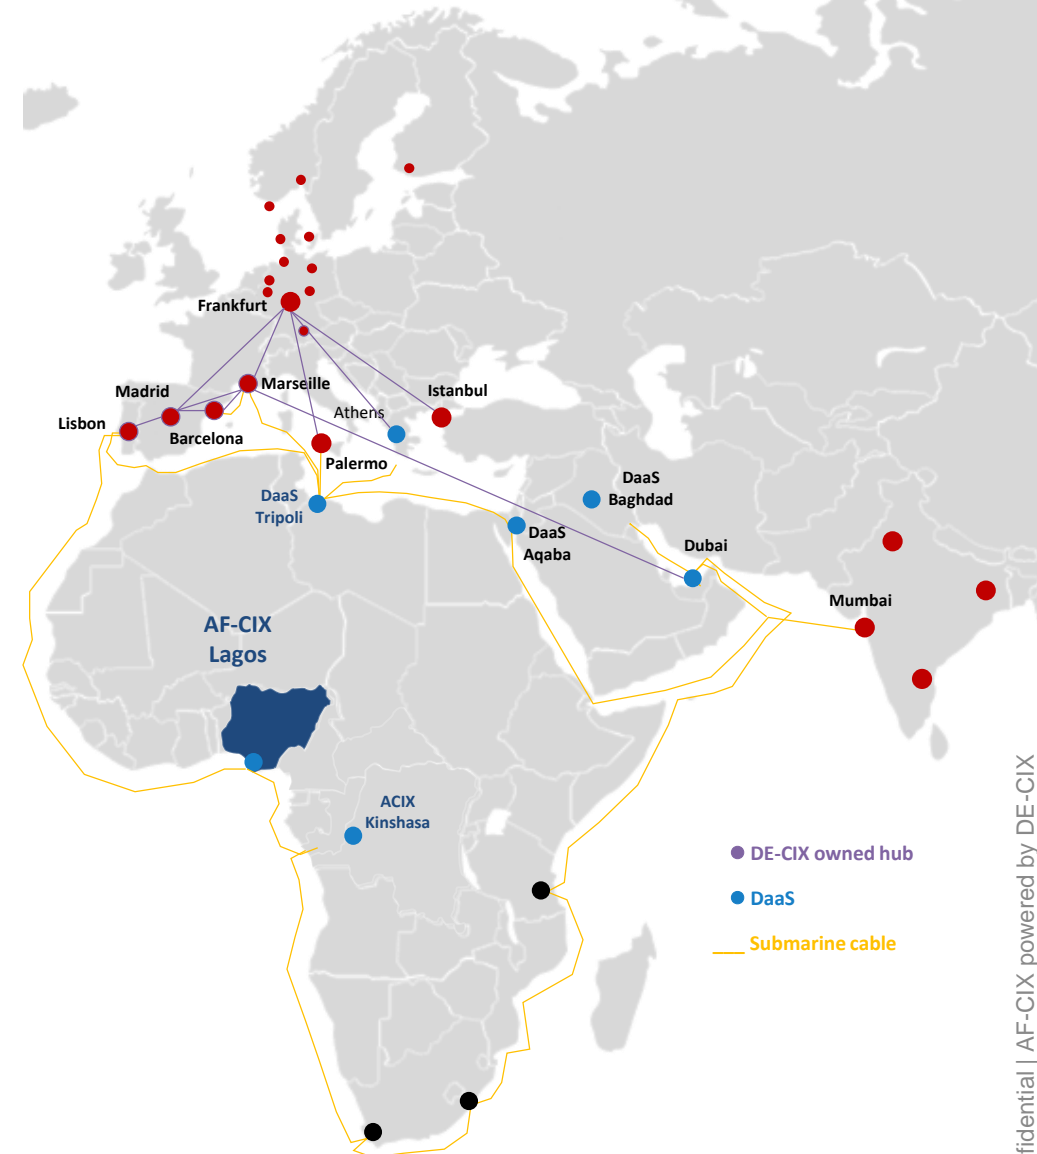 Frankfurt
Madrid
Marseille
Istanbul
Lisbon
Athens
Barcelona
Palermo
DaaS
Baghdad
DaaS
Tripoli
DaaS
Aqaba
Dubai
Mumbai
AF-CIX
Lagos
ACIX
Kinshasa
DE-CIX owned hub
DaaS
Submarine cable
fidential | AF-CIX powered by DE-CIX